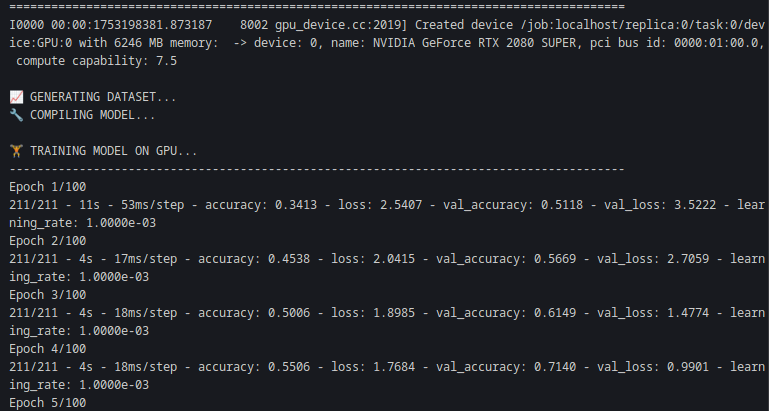 ========================================================================================
I0000 00:00:1753198381.873187    8002 gpu_device.cc:2019] Created device /job:localhost/replica:0/task:0/dev
ice:GPU:0 with 6246 MB memory:  -> device: 0, name: NVIDIA GeForce RTX 2080 SUPER, pci bus id: 0000:01:00.0,
 compute capability: 7.5

📈 GENERATING DATASET...
🔧 COMPILING MODEL...

🏋 TRAINING MODEL ON GPU...
----------------------------------------------------------------------------------------
Epoch 1/100
211/211 - 11s - 53ms/step - accuracy: 0.3413 - loss: 2.5407 - val_accuracy: 0.5118 - val_loss: 3.5222 - lear
ning_rate: 1.0000e-03
Epoch 2/100
211/211 - 4s - 17ms/step - accuracy: 0.4538 - loss: 2.0415 - val_accuracy: 0.5669 - val_loss: 2.7059 - learn
ing_rate: 1.0000e-03
Epoch 3/100
211/211 - 4s - 18ms/step - accuracy: 0.5006 - loss: 1.8985 - val_accuracy: 0.6149 - val_loss: 1.4774 - learn
ing_rate: 1.0000e-03
Epoch 4/100
211/211 - 4s - 18ms/step - accuracy: 0.5506 - loss: 1.7684 - val_accuracy: 0.7140 - val_loss: 0.9901 - learn
ing_rate: 1.0000e-03
Epoch 5/100